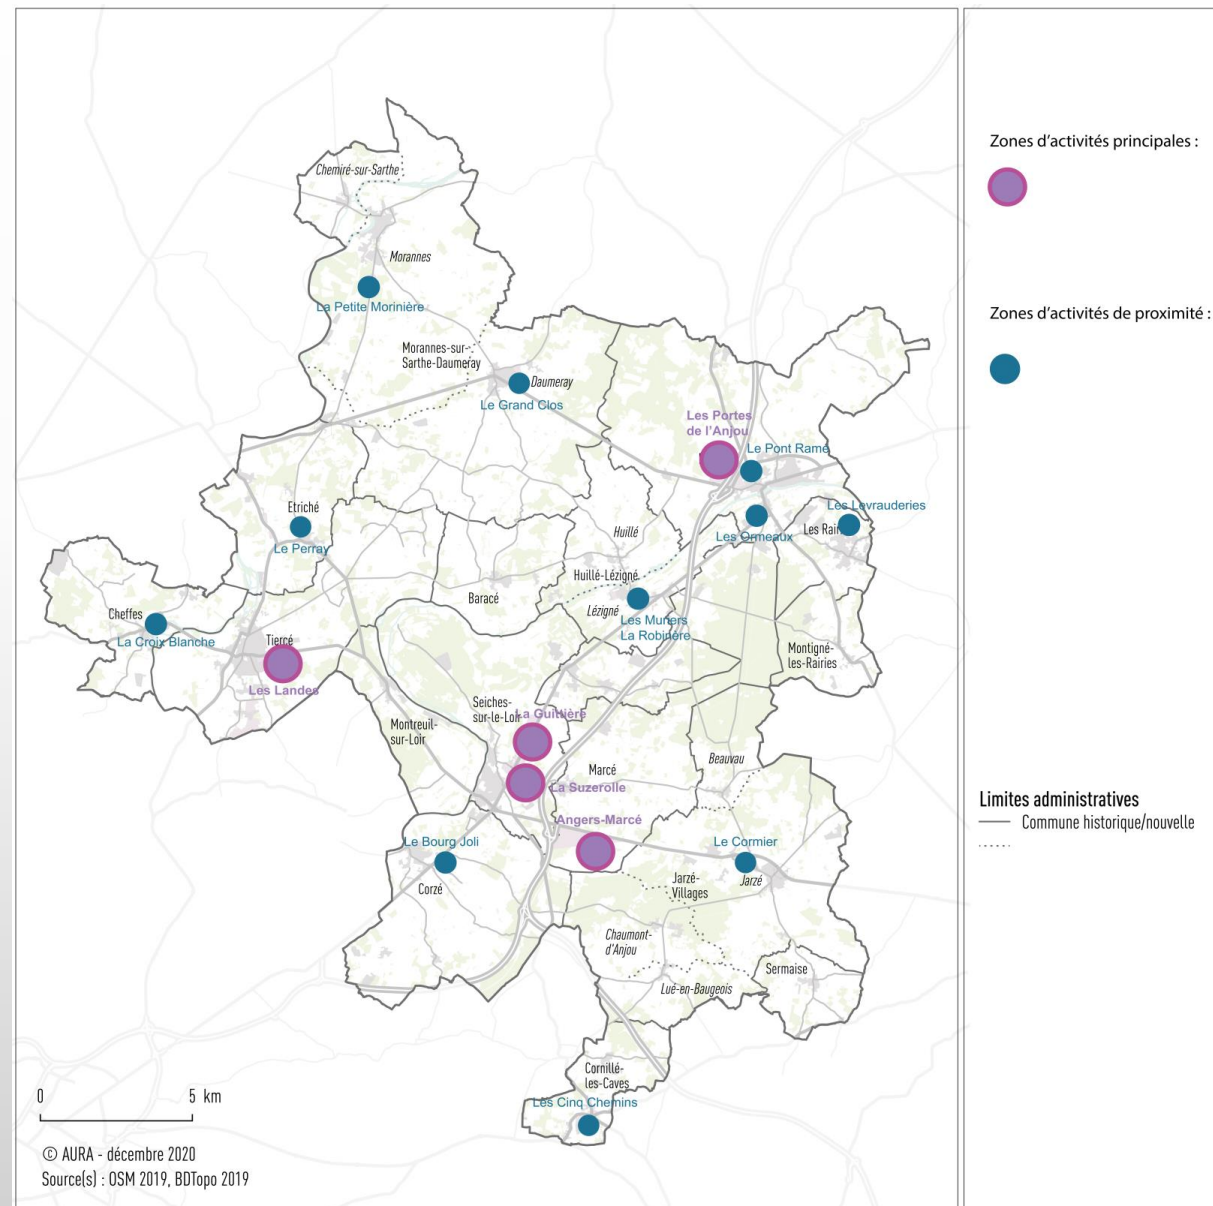 Chemiré-sur-Sarthe
Morannes
La Petite Morinière
Morannes-sur-
Sarthe-Daumeray
Daumeray
Le Grand Clos
Les Portes
de l'Anjou
Le Pont Ramé
Les Levrauderies
Les Ormeaux
Les Rair
Etriché
Le Perray
Huillé
Huillé-Lézigné
Lézigné
Les Muriers
La Robinère
Baracé
Cheffes
La Croix Blanche
Tiercé
Les Landes
Montigné-
les-Rairies
Seiches-
sur-le-Loir
La Guittière
Montreuil-
sur-Loir
Marcé
La Suzerolle
Beauvau
Angers-Marcé
Le Bourg Joli
Corzé
Le Cormier
Jarzé
Jarzé-
Villages
Chaumont-
d'Anjou
Sermaise
Lué-en-Baugeois
Cornillé-
les-Caves
Les Cinq Chemins
0 5 km
© AURA - décembre 2020
Source(s) : OSM 2019, BDTopo 2019
Zones d'activités principales :
Zones d'activités de proximité :
Limites administratives
Commune historique/nouvelle